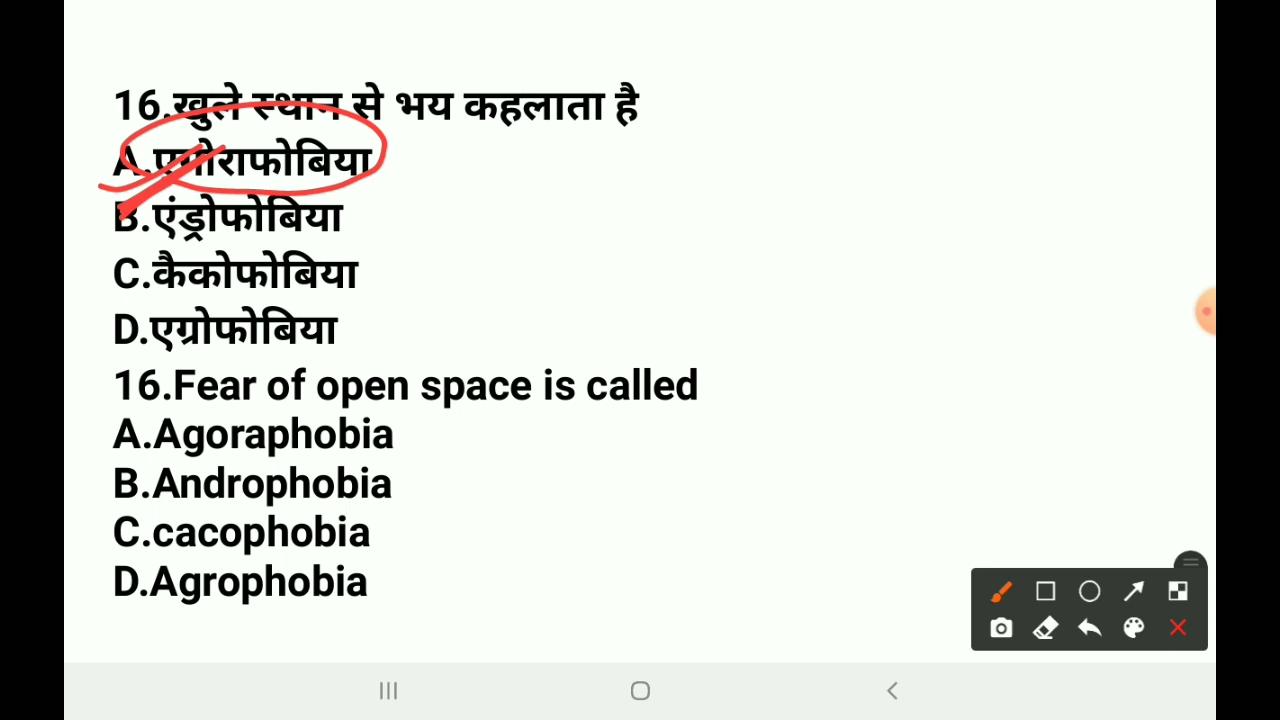 16.खुले स्थान से भय कहलाता है
A.एगोराफोबिया
B.एंड्रोफोबिया
C.कैकोफोबिया
D.एग्रोफोबिया
16.Fear of open space is called
A.Agoraphobia
B.Androphobia
C.cacophobia
D.Agrophobia